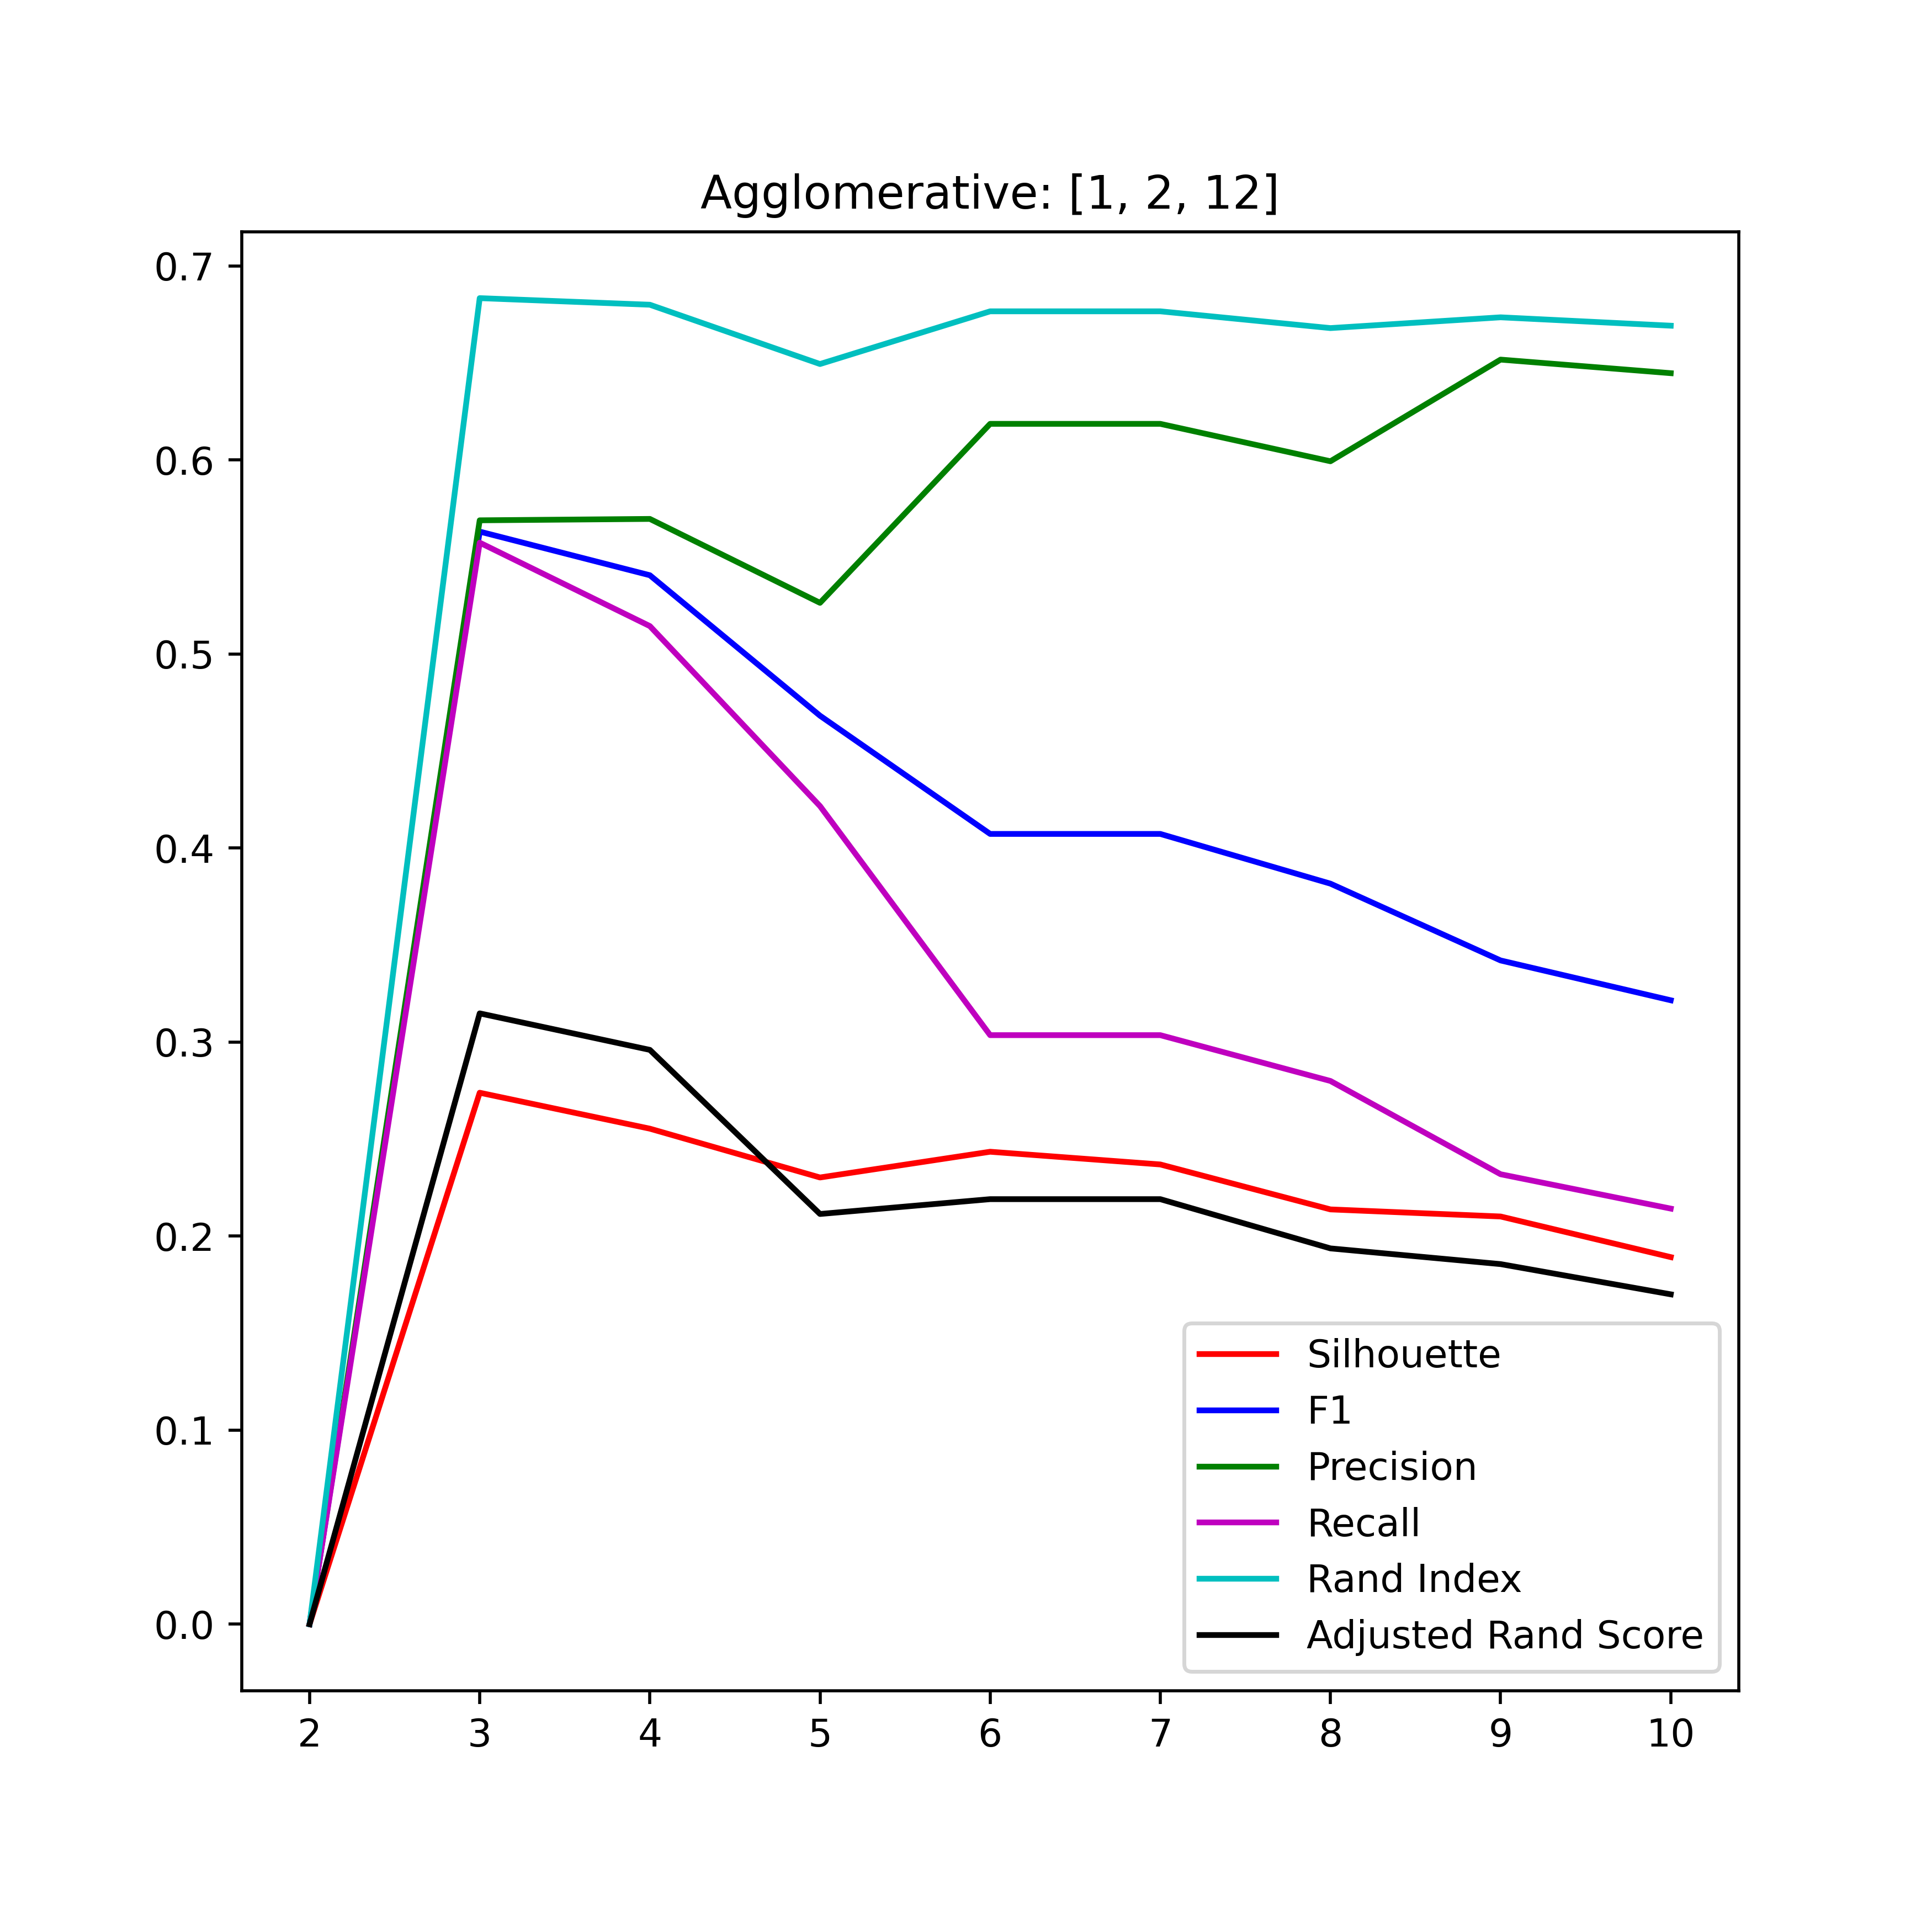 Agglomerative: [1, 2, 12]
0.7
0.6
0.5
0.4
0.3
0.2
0.1
0.0
2 3 4 5 6 7 8 9 10
Silhouette
F1
Precision
Recall
Rand Index
Adjusted Rand Score